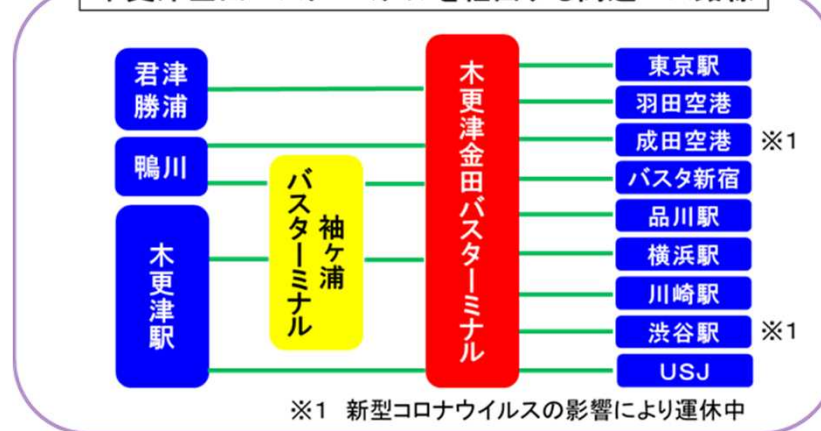 君津
勝浦
鴨川
木更津駅
袖ヶ浦
バスターミナル
木更津金田バスターミナル
東京駅
羽田空港
成田空港 ※1
バスタ新宿
品川駅
横浜駅
川崎駅
渋谷駅 ※1
USJ
※1 新型コロナウイルスの影響により運休中